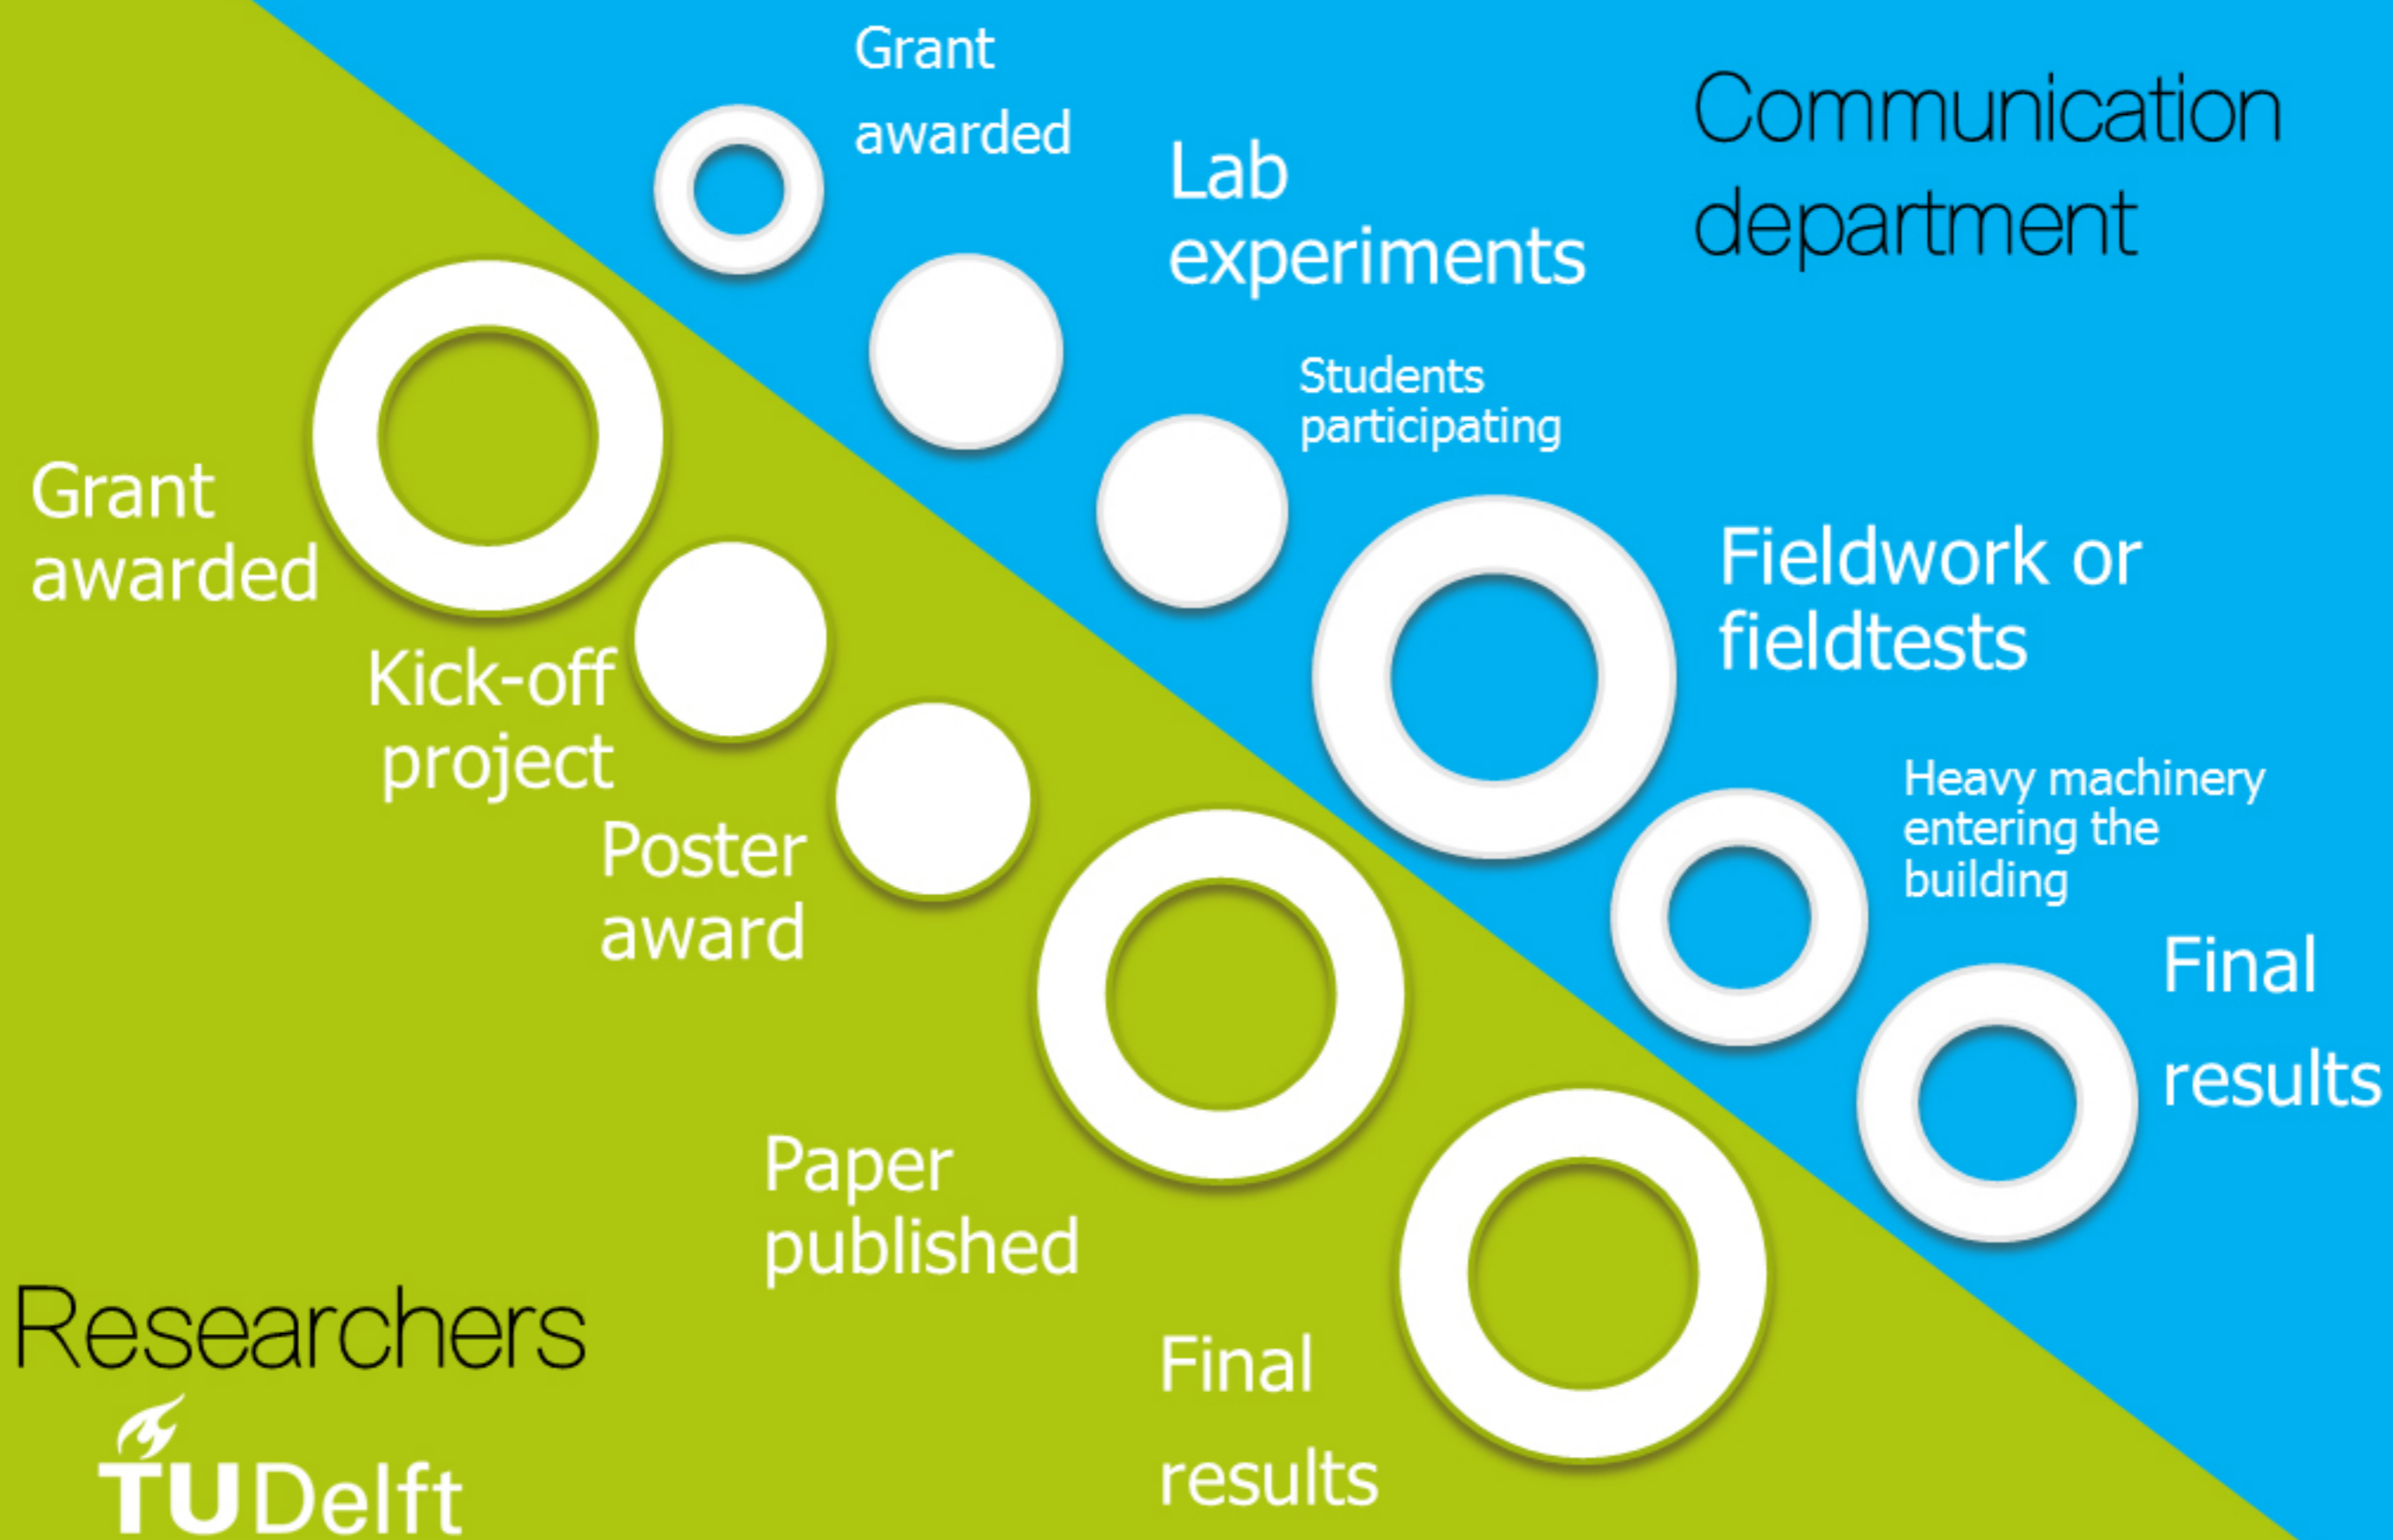 Grant
awarded
Communication
department
Lab
experiments
Students
participating
Fieldwork or
fieldtests
Heavy machinery
entering the
building
Final
results
Grant
awarded
Kick-off
project
Poster
award
Paper
published
Final
results
Researchers
TUDelft